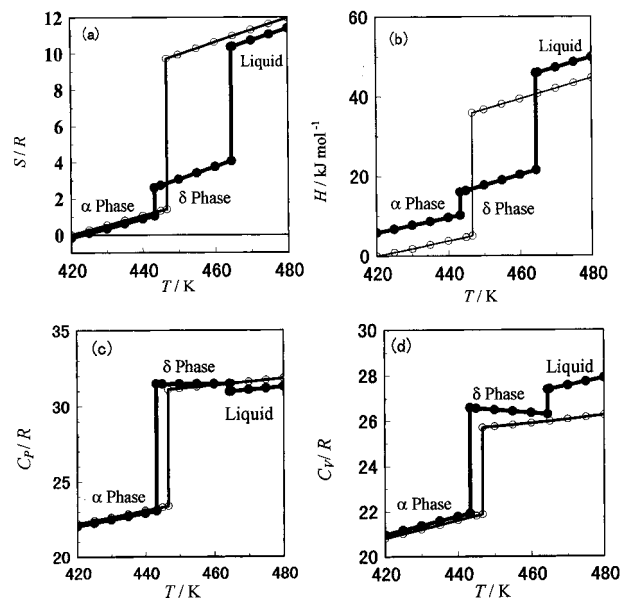 (a)
12
10
8
6
4
2
0
S/R
α Phase
δ Phase
Liquid
420 440 460 480
T / K
(b)
60
40
20
0
H / kJ mol⁻¹
α Phase
δ Phase
Liquid
420 440 460 480
T / K
(c)
35
30
25
20
C_P/R
α Phase
δ Phase
Liquid
420 440 460 480
T / K
(d)
30
28
26
24
22
20
C_V/R
α Phase
δ Phase
Liquid
420 440 460 480
T / K